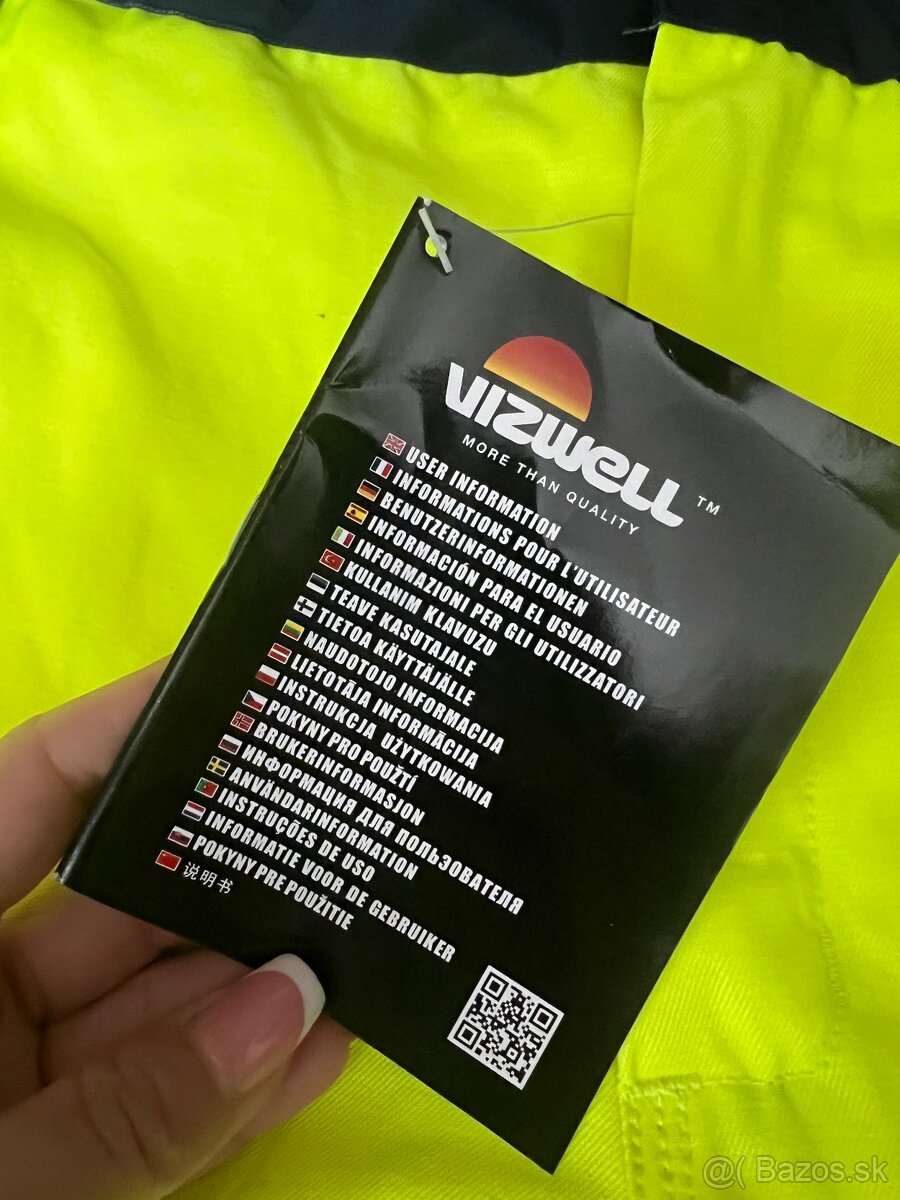 vizwell ™
MORE THAN QUALITY
USER INFORMATION
INFORMATIONS POUR L'UTILISATEUR
BENUTZERINFORMATIONEN
INFORMACIÓN PARA EL USUARIO
INFORMAZIONI PER GLI UTILIZZATORI
KULLANIM KLAVUZU
TEAVE KASUTAJALE
TIETOA KÄYTTÄJÄLLE
NAUDOTOJO INFORMACIJA
LIETOTĀJA INFORMĀCIJA
INSTRUKCJA UŻYTKOWANIA
POKYNY PRO POUŽTÍ
BRUKERINFORMASJON
ИНФОРМАЦИЯ ДЛЯ ПОЛЬЗОВАТЕЛЯ
ANVÄNDARINFORMATION
INSTRUÇÕES DE USO
INFORMATIE VOOR DE GEBRUIKER
POKYNY PRE POUŽITIE
说明书
@( Bazos.sk